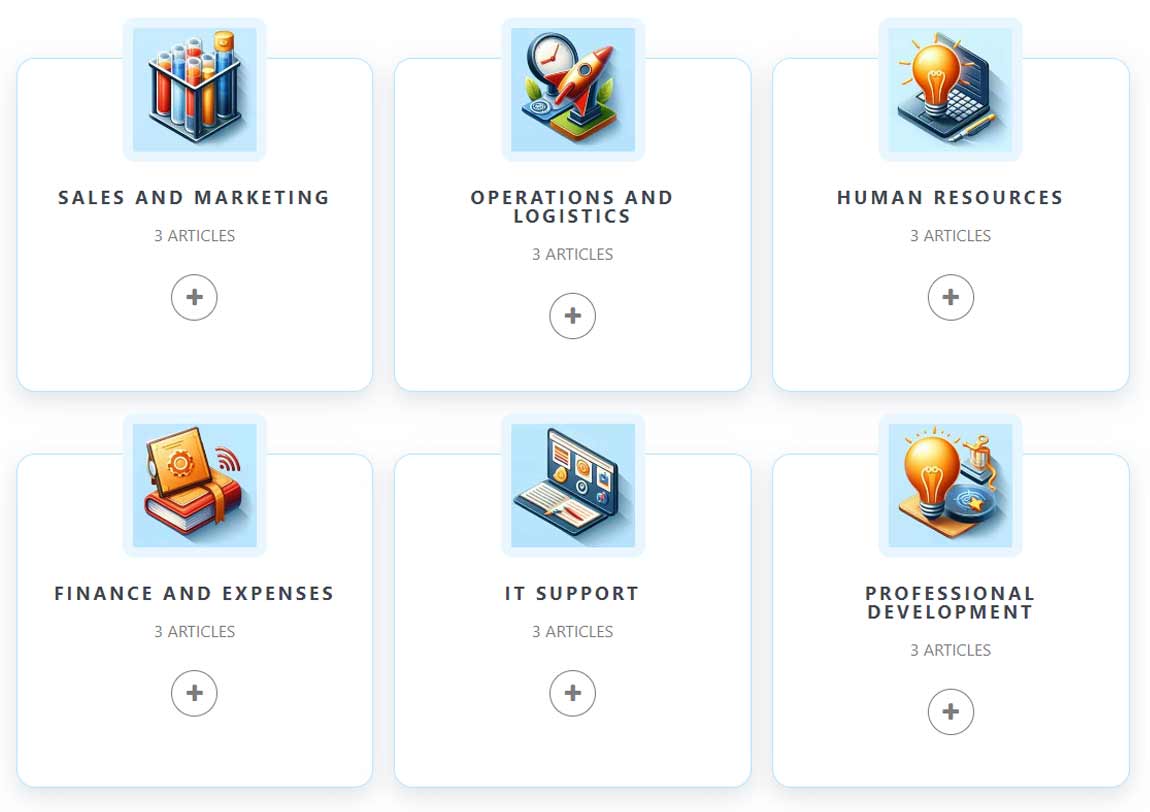 SALES AND MARKETING
3 ARTICLES
OPERATIONS AND
LOGISTICS
3 ARTICLES
HUMAN RESOURCES
3 ARTICLES
FINANCE AND EXPENSES
3 ARTICLES
IT SUPPORT
3 ARTICLES
PROFESSIONAL
DEVELOPMENT
3 ARTICLES